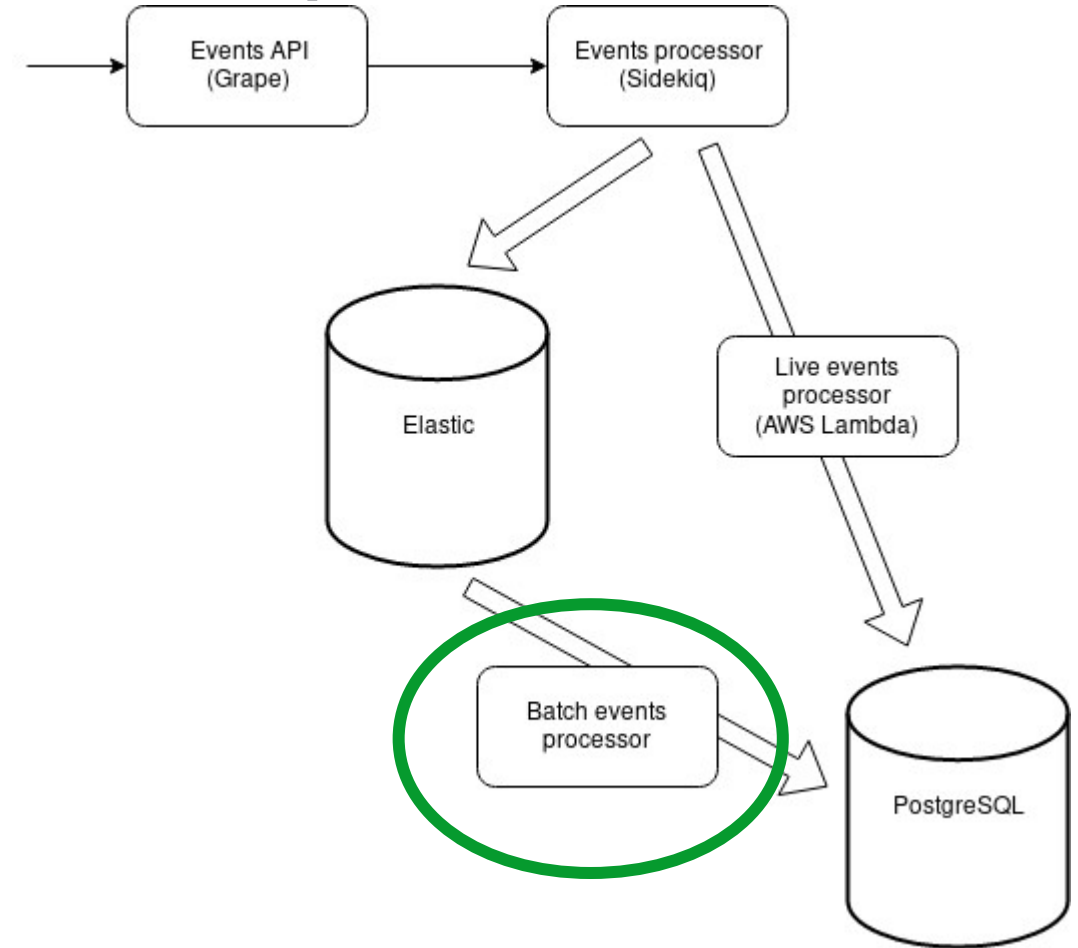 Events API
(Grape)
Events processor
(Sidekiq)
Live events
processor
(AWS Lambda)
Elastic
Batch events
processor
PostgreSQL